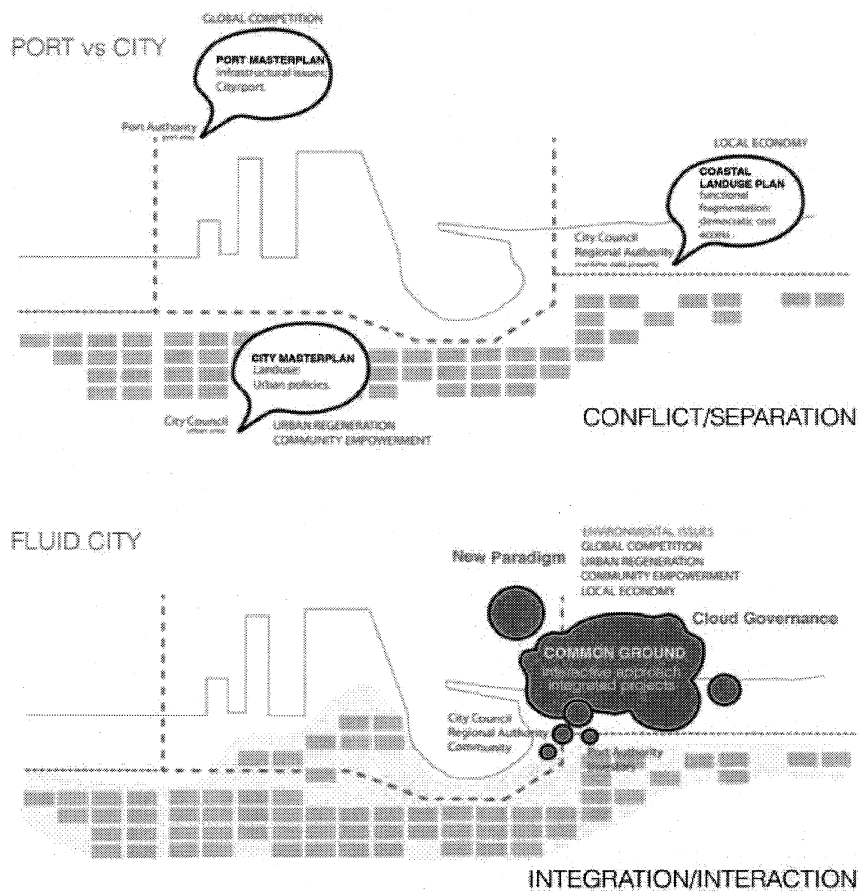 GLOBAL COMPETITION
PORT vs CITY
PORT MASTERPLAN
Infrastructural issues;
City/port.
Port Authority
LOCAL ECONOMY
COASTAL
LANDUSE PLAN
functional
fragmentation;
democratic cost
access
City Council
Regional Authority
CITY MASTERPLAN
Landuse;
Urban policies.
City Council
URBAN REGENERATION
COMMUNITY EMPOWERMENT
CONFLICT/SEPARATION
FLUID CITY
New Paradigm
ENVIRONMENTAL ISSUES
GLOBAL COMPETITION
URBAN REGENERATION
COMMUNITY EMPOWERMENT
LOCAL ECONOMY
Cloud Governance
COMMON GROUND
Interactive approach
Integrated projects
City Council
Regional Authority
Community
Port Authority
INTEGRATION/INTERACTION